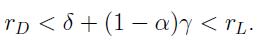 r_D < δ + (1 − α)γ < r_L.